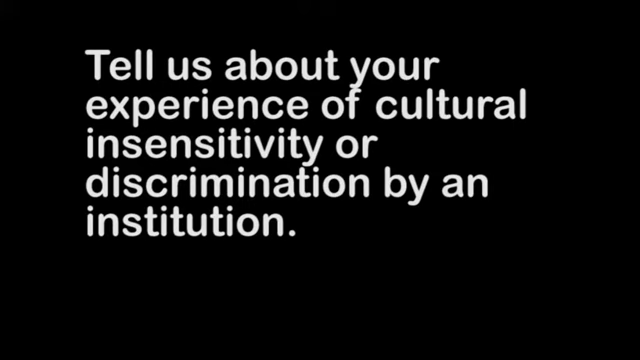 Tell us about your
experience of cultural
insensitivity or
discrimination by an
institution.